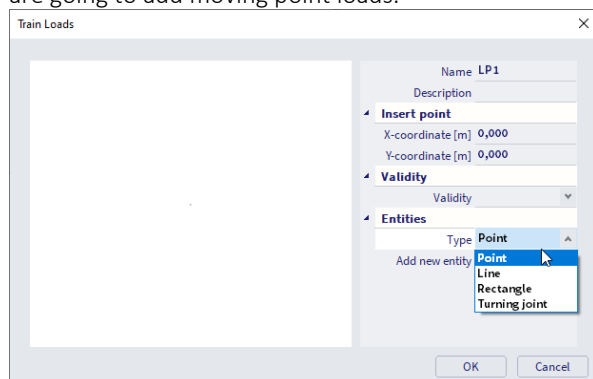 are going to add moving point loads.
Train Loads
Name LP1
Description
Insert point
X-coordinate [m] 0,000
Y-coordinate [m] 0,000
Validity
Validity
Entities
Type Point
Add new entity Point
Line
Rectangle
Turning joint
OK Cancel